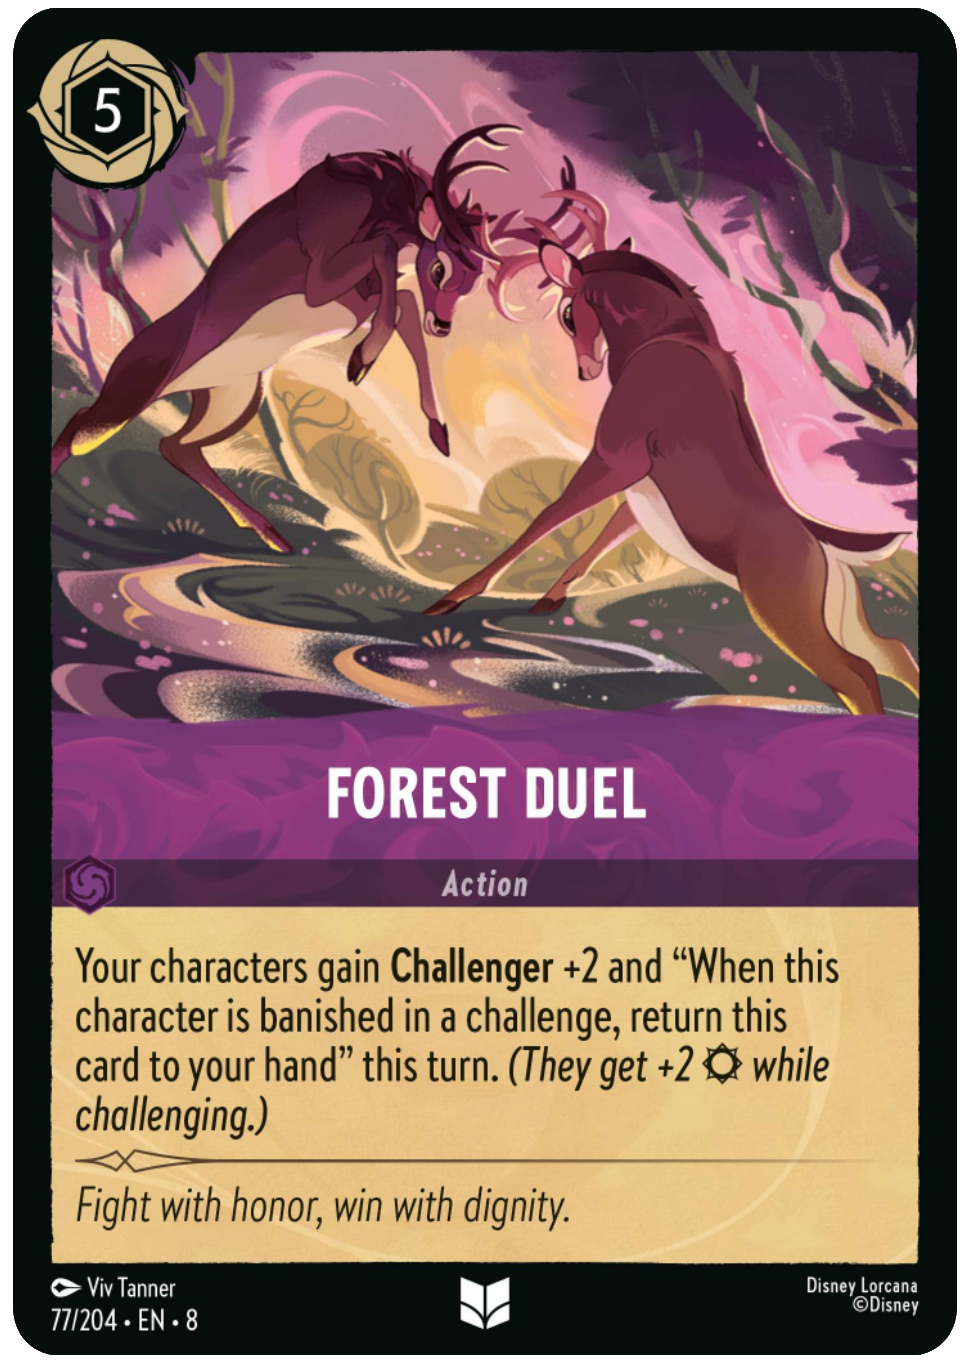 5
FOREST DUEL
Action
Your characters gain Challenger +2 and “When this
character is banished in a challenge, return this
card to your hand” this turn. (They get +2 while
challenging.)
Fight with honor, win with dignity.
Viv Tanner
77/204 • EN • 8
Disney Lorcana
©Disney